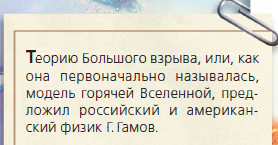 Теорию Большого взрыва, или, как
она первоначально называлась,
модель горячей Вселенной, пред-
ложил российский и американ-
ский физик Г. Гамов.